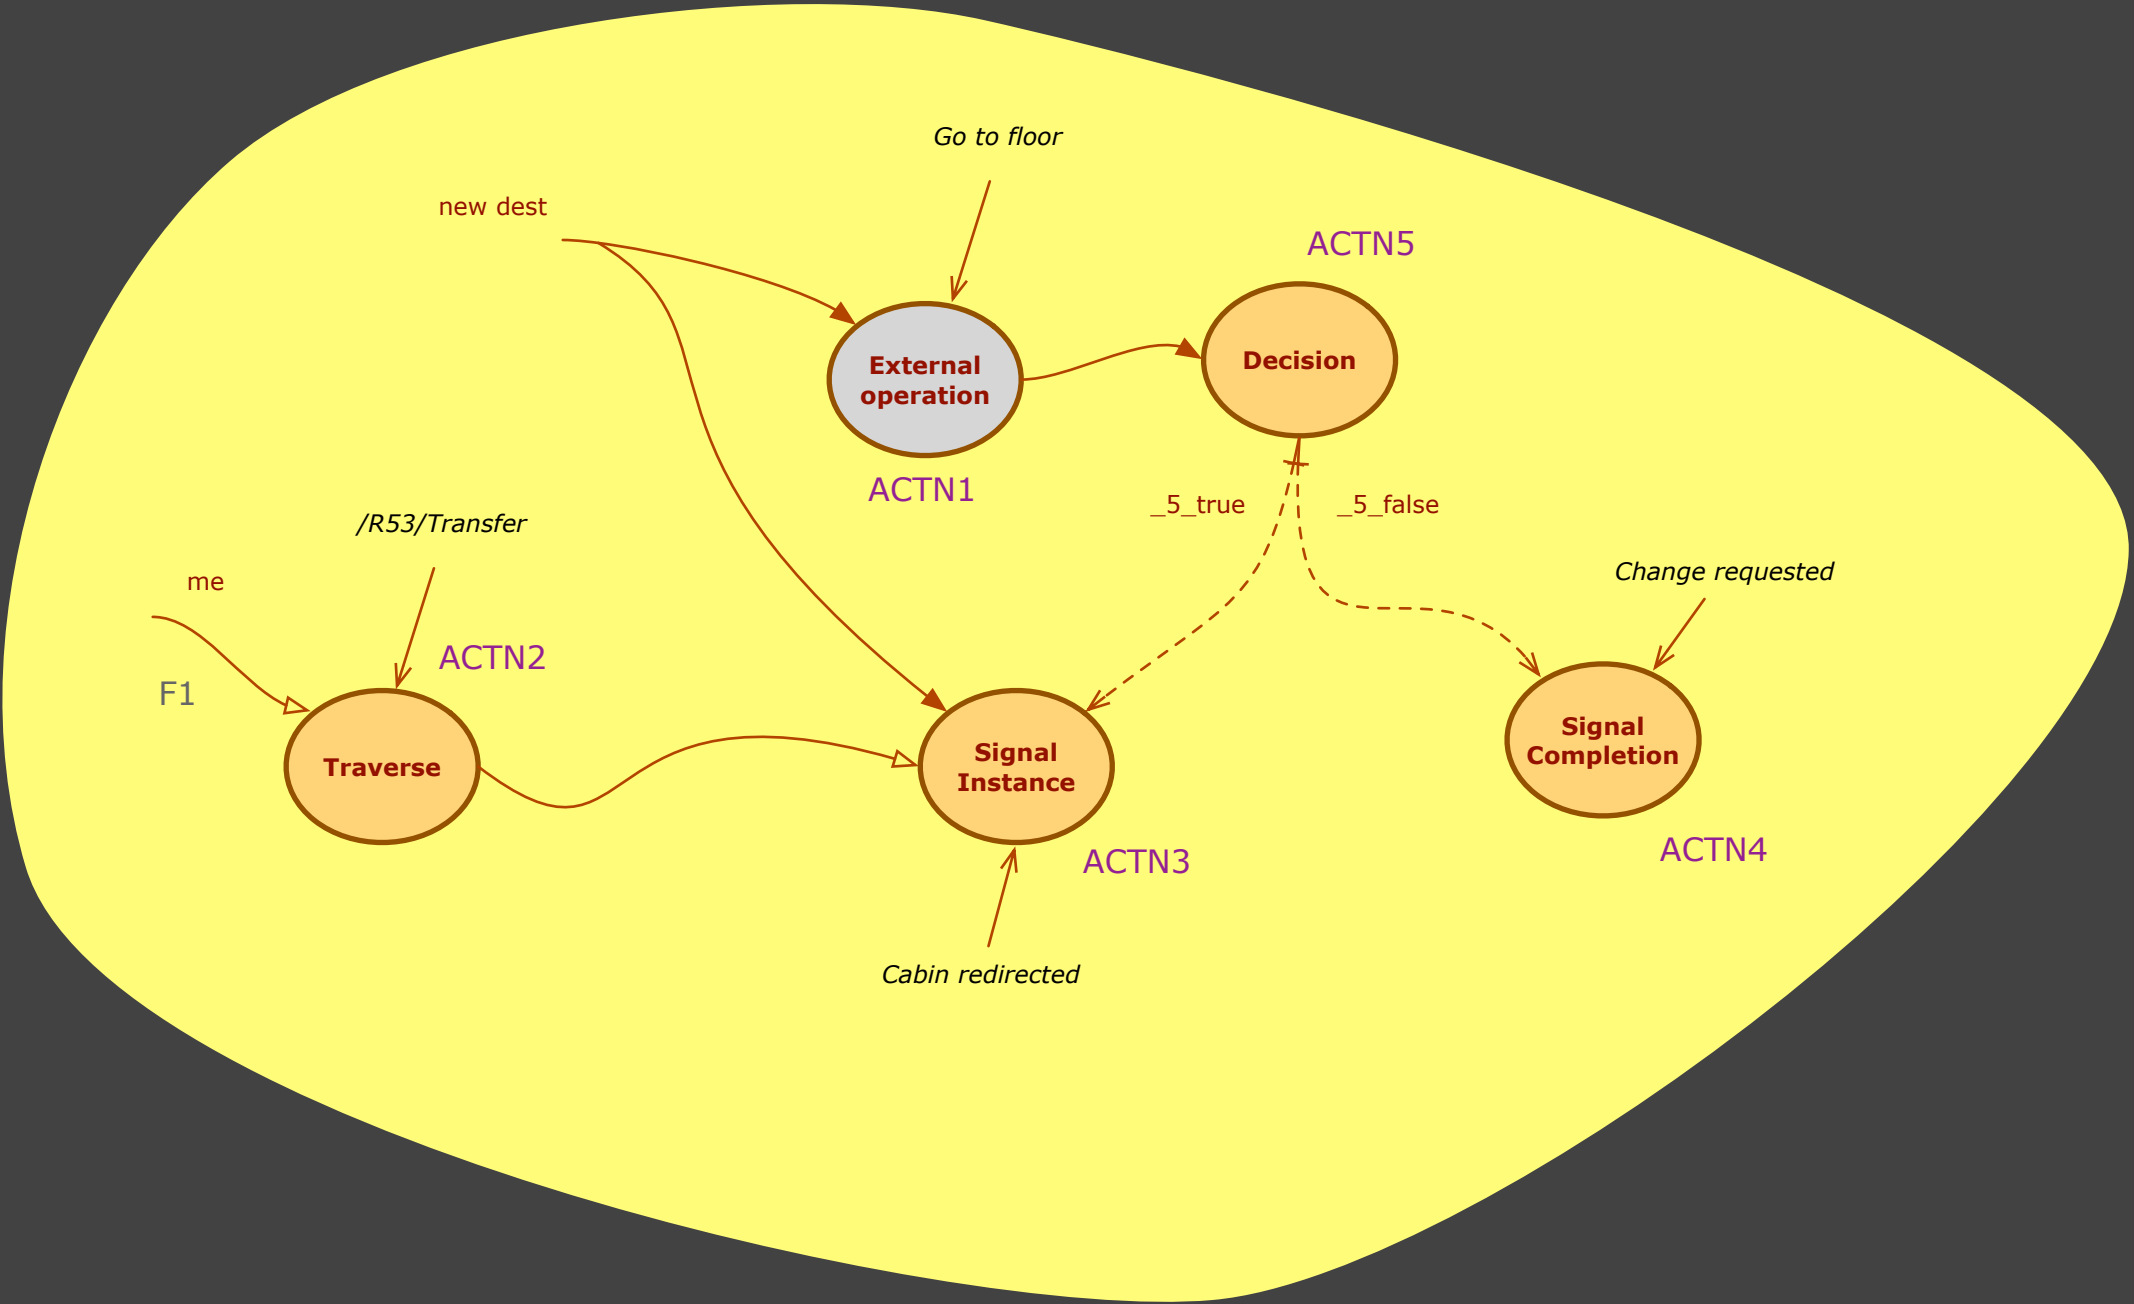 Go to floor
new dest
ACTN5
External
operation
Decision
ACTN1
_5_true
_5_false
/R53/Transfer
me
Change requested
ACTN2
F1
Traverse
Signal
Instance
Signal
Completion
ACTN3
ACTN4
Cabin redirected